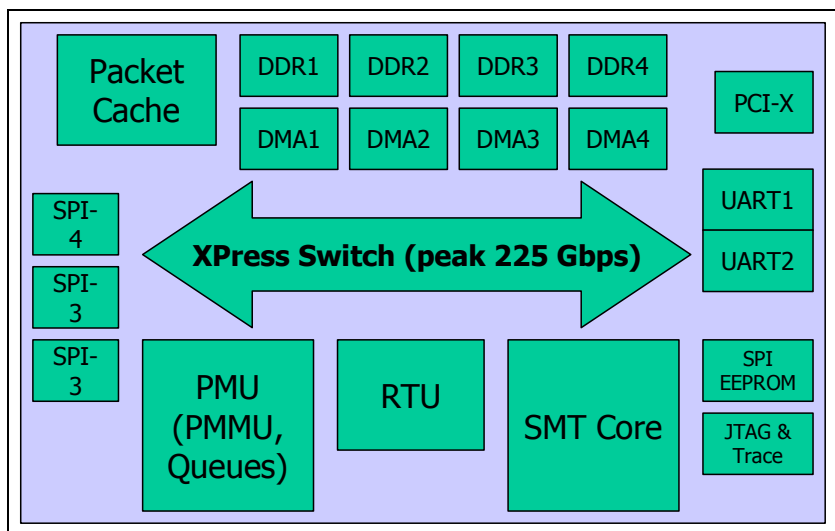 Packet
Cache
DDR1
DDR2
DDR3
DDR4
DMA1
DMA2
DMA3
DMA4
PCI-X
SPI-
4
SPI-
3
SPI-
3
XPress Switch (peak 225 Gbps)
UART1
UART2
PMU
(PMMU,
Queues)
RTU
SMT Core
SPI
EEPROM
JTAG &
Trace